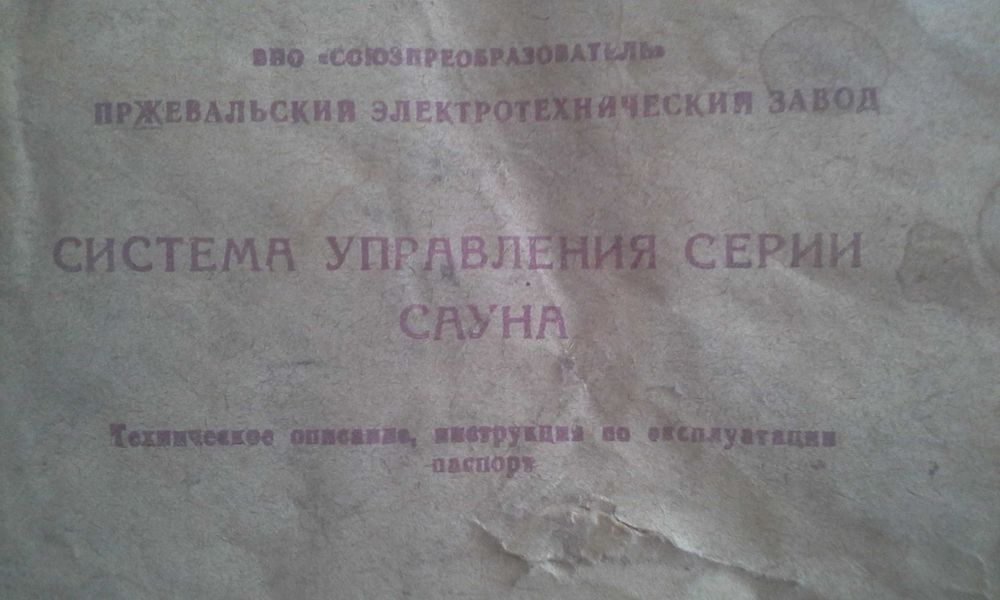 ВПО «СОЮЗПРЕОБРАЗОВАТЕЛЬ»
ПРЖЕВАЛЬСКИЙ ЭЛЕКТРОТЕХНИЧЕСКИЙ ЗАВОД
СИСТЕМА УПРАВЛЕНИЯ СЕРИИ
САУНА
Техническое описание, инструкция по эксплуатации
паспорт